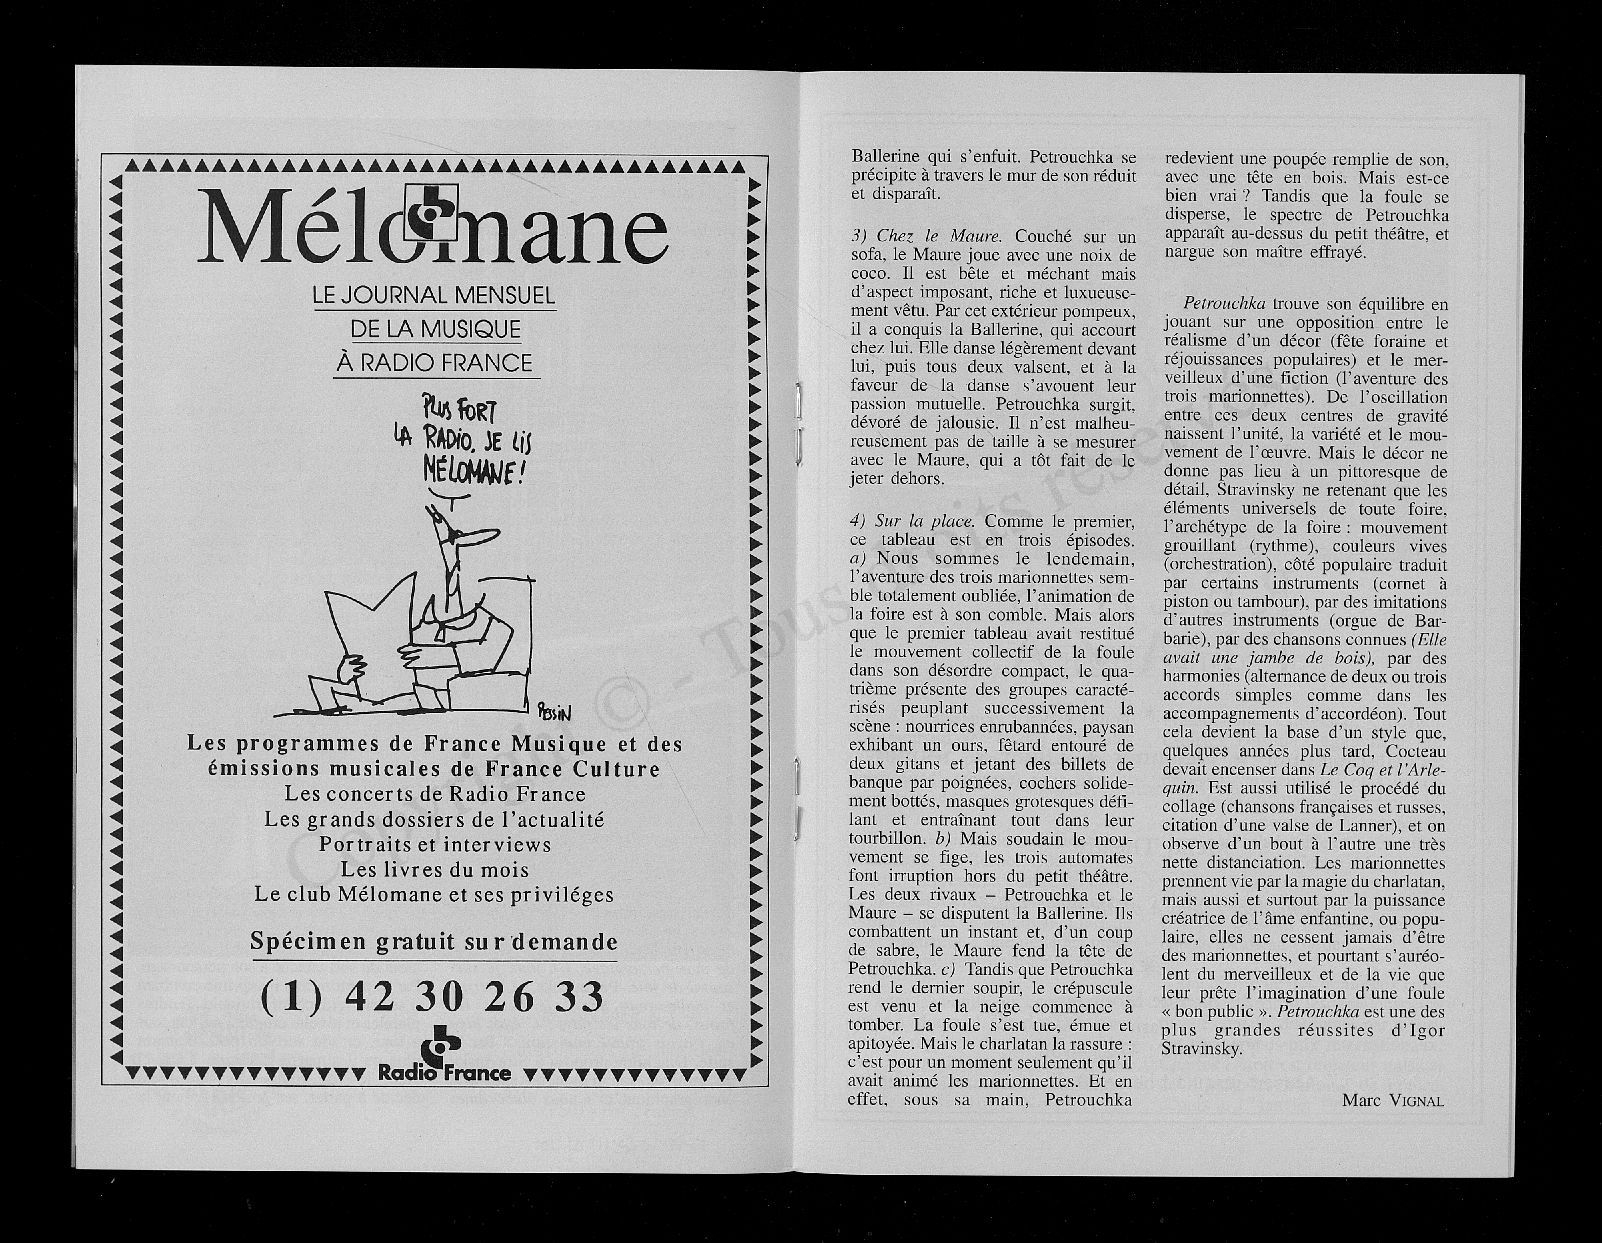 Mélomane
LE JOURNAL MENSUEL
DE LA MUSIQUE
À RADIO FRANCE
PLUS FORT
LA RADIO, JE LIS
MÉLOMANE!
PESSIN
Les programmes de France Musique et des
émissions musicales de France Culture
Les concerts de Radio France
Les grands dossiers de l'actualité
Portraits et interviews
Les livres du mois
Le club Mélomane et ses priviléges
Spécimen gratuit sur demande
(1) 42 30 26 33
Radio France
Ballerine qui s'enfuit. Petrouchka se
précipite à travers le mur de son réduit
et disparaît.
3) Chez le Maure. Couché sur un
sofa, le Maure joue avec une noix de
coco. Il est bête et méchant mais
d'aspect imposant, riche et luxueuse-
ment vêtu. Par cet extérieur pompeux,
il a conquis la Ballerine, qui accourt
chez lui. Elle danse légèrement devant
lui, puis tous deux valsent, et à la
faveur de la danse s'avouent leur
passion mutuelle. Petrouchka surgit,
dévoré de jalousie. Il n'est malheu-
reusement pas de taille à se mesurer
avec le Maure, qui a tôt fait de le
jeter dehors.
4) Sur la place. Comme le premier,
ce tableau est en trois épisodes.
a) Nous sommes le lendemain,
l'aventure des trois marionnettes sem-
ble totalement oubliée, l'animation de
la foire est à son comble. Mais alors
que le premier tableau avait restitué
le mouvement collectif de la foule
dans son désordre compact, le qua-
trième présente des groupes caracté-
risés peuplant successivement la
scène : nourrices enrubannées, paysan
exhibant un ours, fêtard entouré de
deux gitans et jetant des billets de
banque par poignées, cochers solide-
ment bottés, masques grotesques défi-
lant et entraînant tout dans leur
tourbillon. b) Mais soudain le mou-
vement se fige, les trois automates
font irruption hors du petit théâtre.
Les deux rivaux – Petrouchka et le
Maure – se disputent la Ballerine. Ils
combattent un instant et, d'un coup
de sabre, le Maure fend la tête de
Petrouchka. c) Tandis que Petrouchka
rend le dernier soupir, le crépuscule
est venu et la neige commence à
tomber. La foule s'est tue, émue et
apitoyée. Mais le charlatan la rassure :
c'est pour un moment seulement qu'il
avait animé les marionnettes. Et en
effet, sous sa main, Petrouchka
redevient une poupée remplie de son,
avec une tête en bois. Mais est-ce
bien vrai ? Tandis que la foule se
disperse, le spectre de Petrouchka
apparaît au-dessus du petit théâtre, et
nargue son maître effrayé.
Petrouchka trouve son équilibre en
jouant sur une opposition entre le
réalisme d'un décor (fête foraine et
réjouissances populaires) et le mer-
veilleux d'une fiction (l'aventure des
trois marionnettes). De l'oscillation
entre ces deux centres de gravité
naissent l'unité, la variété et le mou-
vement de l'œuvre. Mais le décor ne
donne pas lieu à un pittoresque de
détail, Stravinsky ne retenant que les
éléments universels de toute foire,
l'archétype de la foire : mouvement
grouillant (rythme), couleurs vives
(orchestration), côté populaire traduit
par certains instruments (cornet à
piston ou tambour), par des imitations
d'autres instruments (orgue de Bar-
barie), par des chansons connues (Elle
avait une jambe de bois), par des
harmonies (alternance de deux ou trois
accords simples comme dans les
accompagnements d'accordéon). Tout
cela devient la base d'un style que,
quelques années plus tard, Cocteau
devait encenser dans Le Coq et l'Arle-
quin. Est aussi utilisé le procédé du
collage (chansons françaises et russes,
citation d'une valse de Lanner), et on
observe d'un bout à l'autre une très
nette distanciation. Les marionnettes
prennent vie par la magie du charlatan,
mais aussi et surtout par la puissance
créatrice de l'âme enfantine, ou popu-
laire, elles ne cessent jamais d'être
des marionnettes, et pourtant s'auréo-
lent du merveilleux et de la vie que
leur prête l'imagination d'une foule
« bon public ». Petrouchka est une des
plus grandes réussites d'Igor
Stravinsky.
Marc VIGNAL
Copyright © - Tous droits réservés